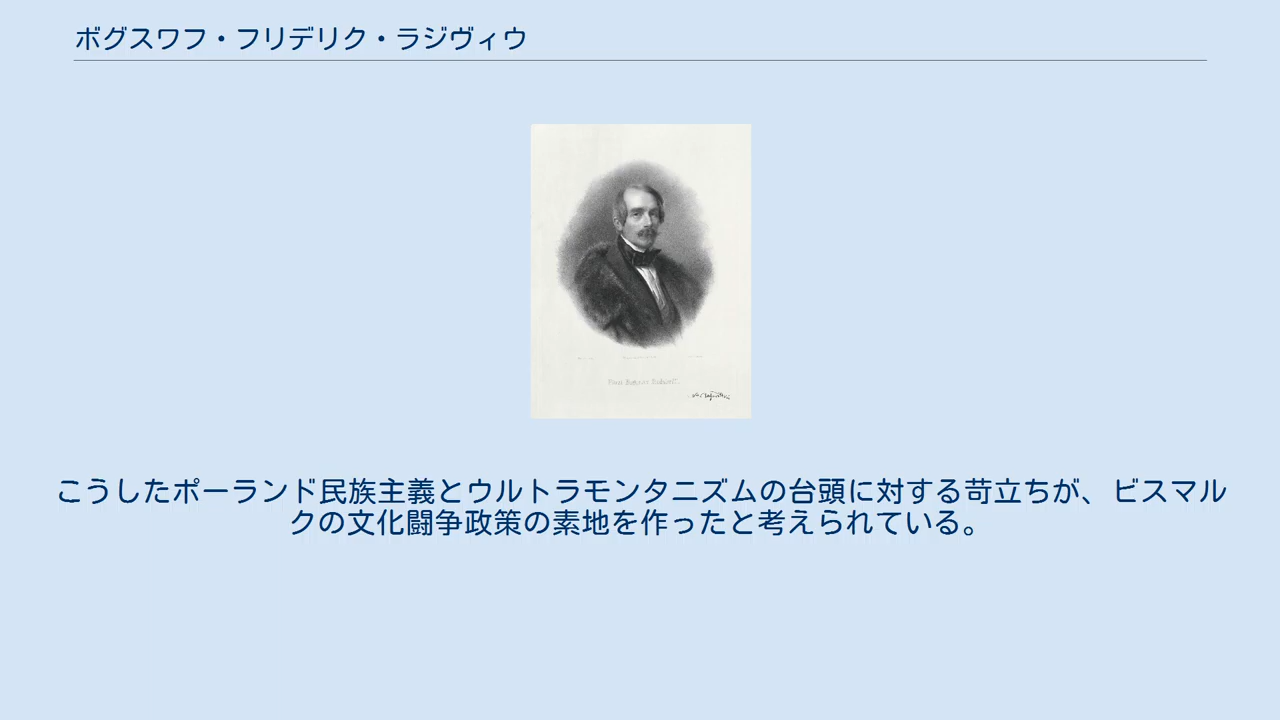 ボグスワフ・フリデリク・ラジヴィウ
こうしたポーランド民族主義とウルトラモンタニズムの台頭に対する苛立ちが、ビスマル
クの文化闘争政策の素地を作ったと考えられている。